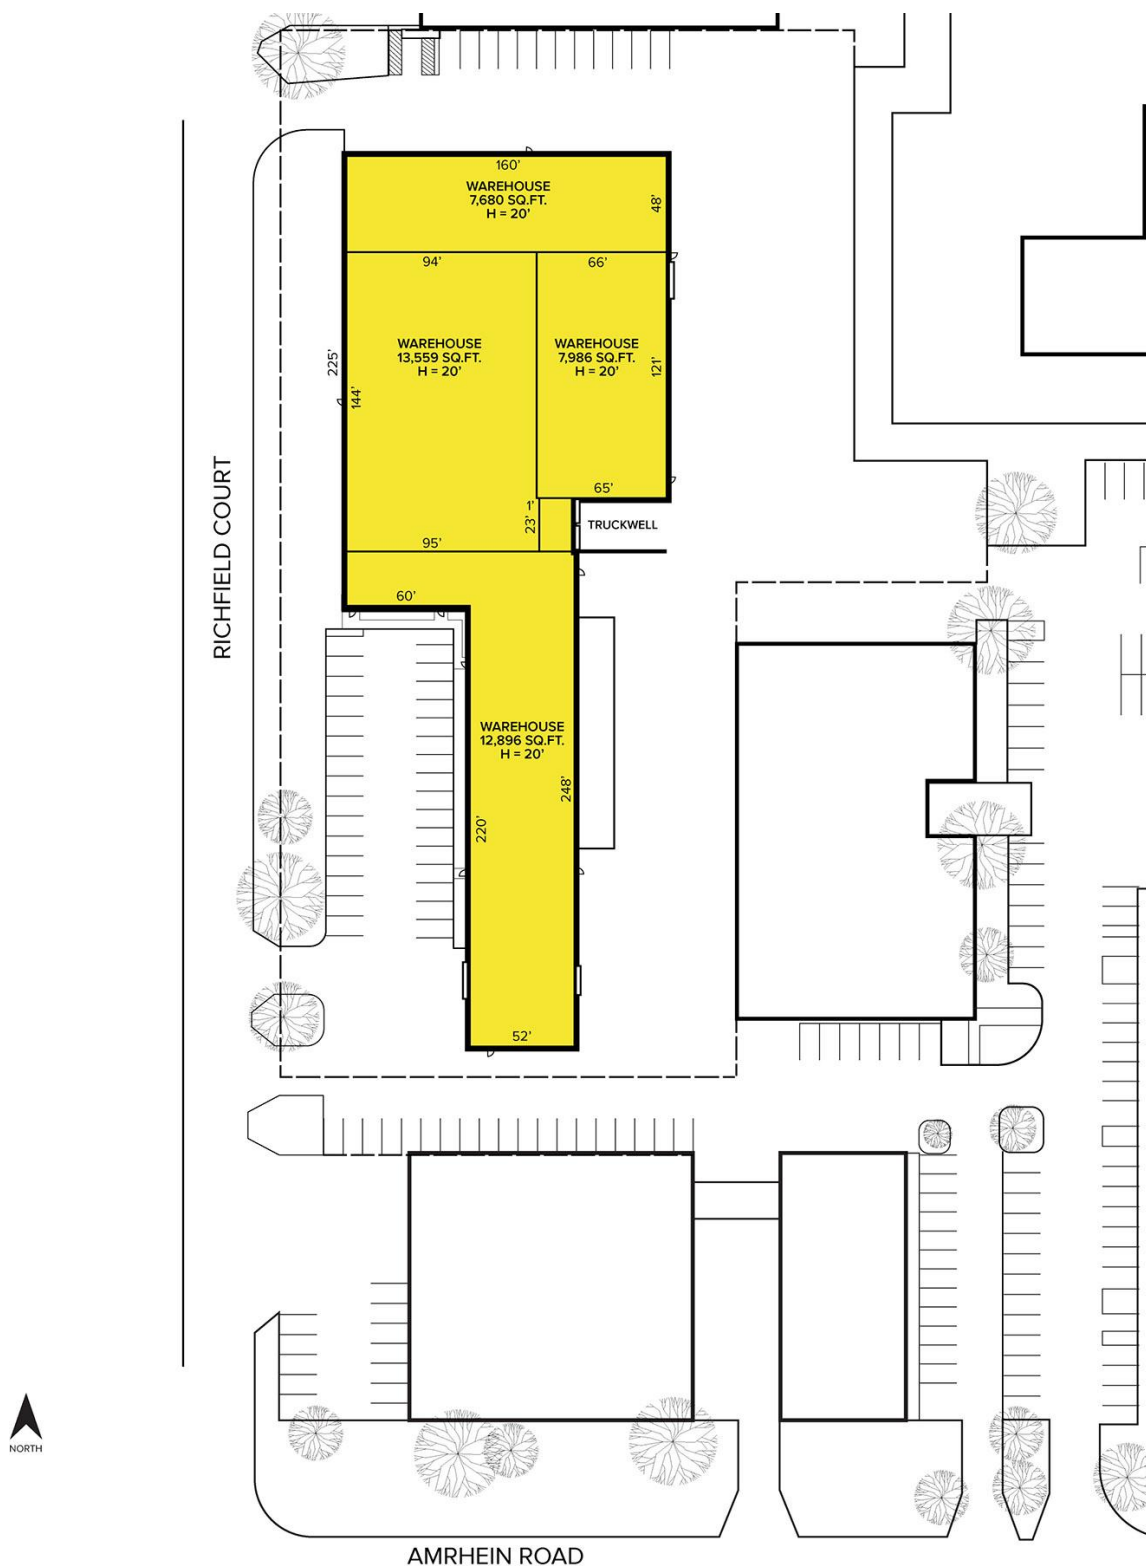 160'
WAREHOUSE
7,680 SQ.FT.
H = 20'
48'
94'
66'
WAREHOUSE
13,559 SQ.FT.
H = 20'
WAREHOUSE
7,986 SQ.FT.
H = 20'
225'
144'
121'
65'
1'
23'
TRUCKWELL
95'
60'
RICHFIELD COURT
WAREHOUSE
12,896 SQ.FT.
H = 20'
248'
220'
52'
NORTH
AMRHEIN ROAD